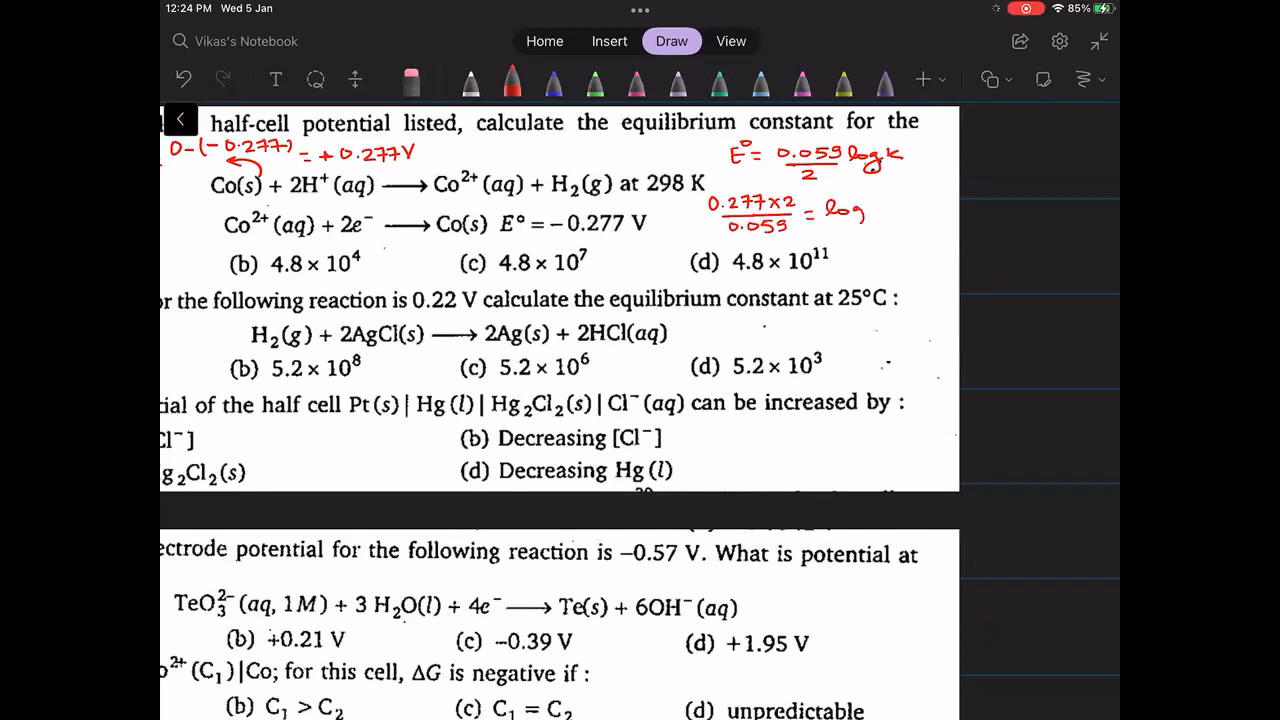 12:24 PM Wed 5 Jan
85%
Vikas's Notebook
Home Insert Draw View
half-cell potential listed, calculate the equilibrium constant for the
0-(-0.277) = +0.277V
E° = 0.059/2 log k
Co(s) + 2H⁺(aq) ⟶ Co²⁺(aq) + H₂(g) at 298 K
0.277×2/0.059 = log
Co²⁺(aq) + 2e⁻ ⟶ Co(s) E° = −0.277 V
(b) 4.8 × 10⁴ (c) 4.8 × 10⁷ (d) 4.8 × 10¹¹
or the following reaction is 0.22 V calculate the equilibrium constant at 25°C :
H₂(g) + 2AgCl(s) ⟶ 2Ag(s) + 2HCl(aq)
(b) 5.2 × 10⁸ (c) 5.2 × 10⁶ (d) 5.2 × 10³
tial of the half cell Pt(s) | Hg(l) | Hg₂Cl₂(s) | Cl⁻(aq) can be increased by :
Cl⁻] (b) Decreasing [Cl⁻]
g₂Cl₂(s) (d) Decreasing Hg(l)
ectrode potential for the following reaction is −0.57 V. What is potential at
TeO₃²⁻(aq, 1M) + 3 H₂O(l) + 4e⁻ ⟶ Te(s) + 6OH⁻(aq)
(b) +0.21 V (c) −0.39 V (d) +1.95 V
o²⁺(C₁)|Co; for this cell, ΔG is negative if :
(b) C₁ > C₂ (c) C₁ = C₂ (d) unpredictable